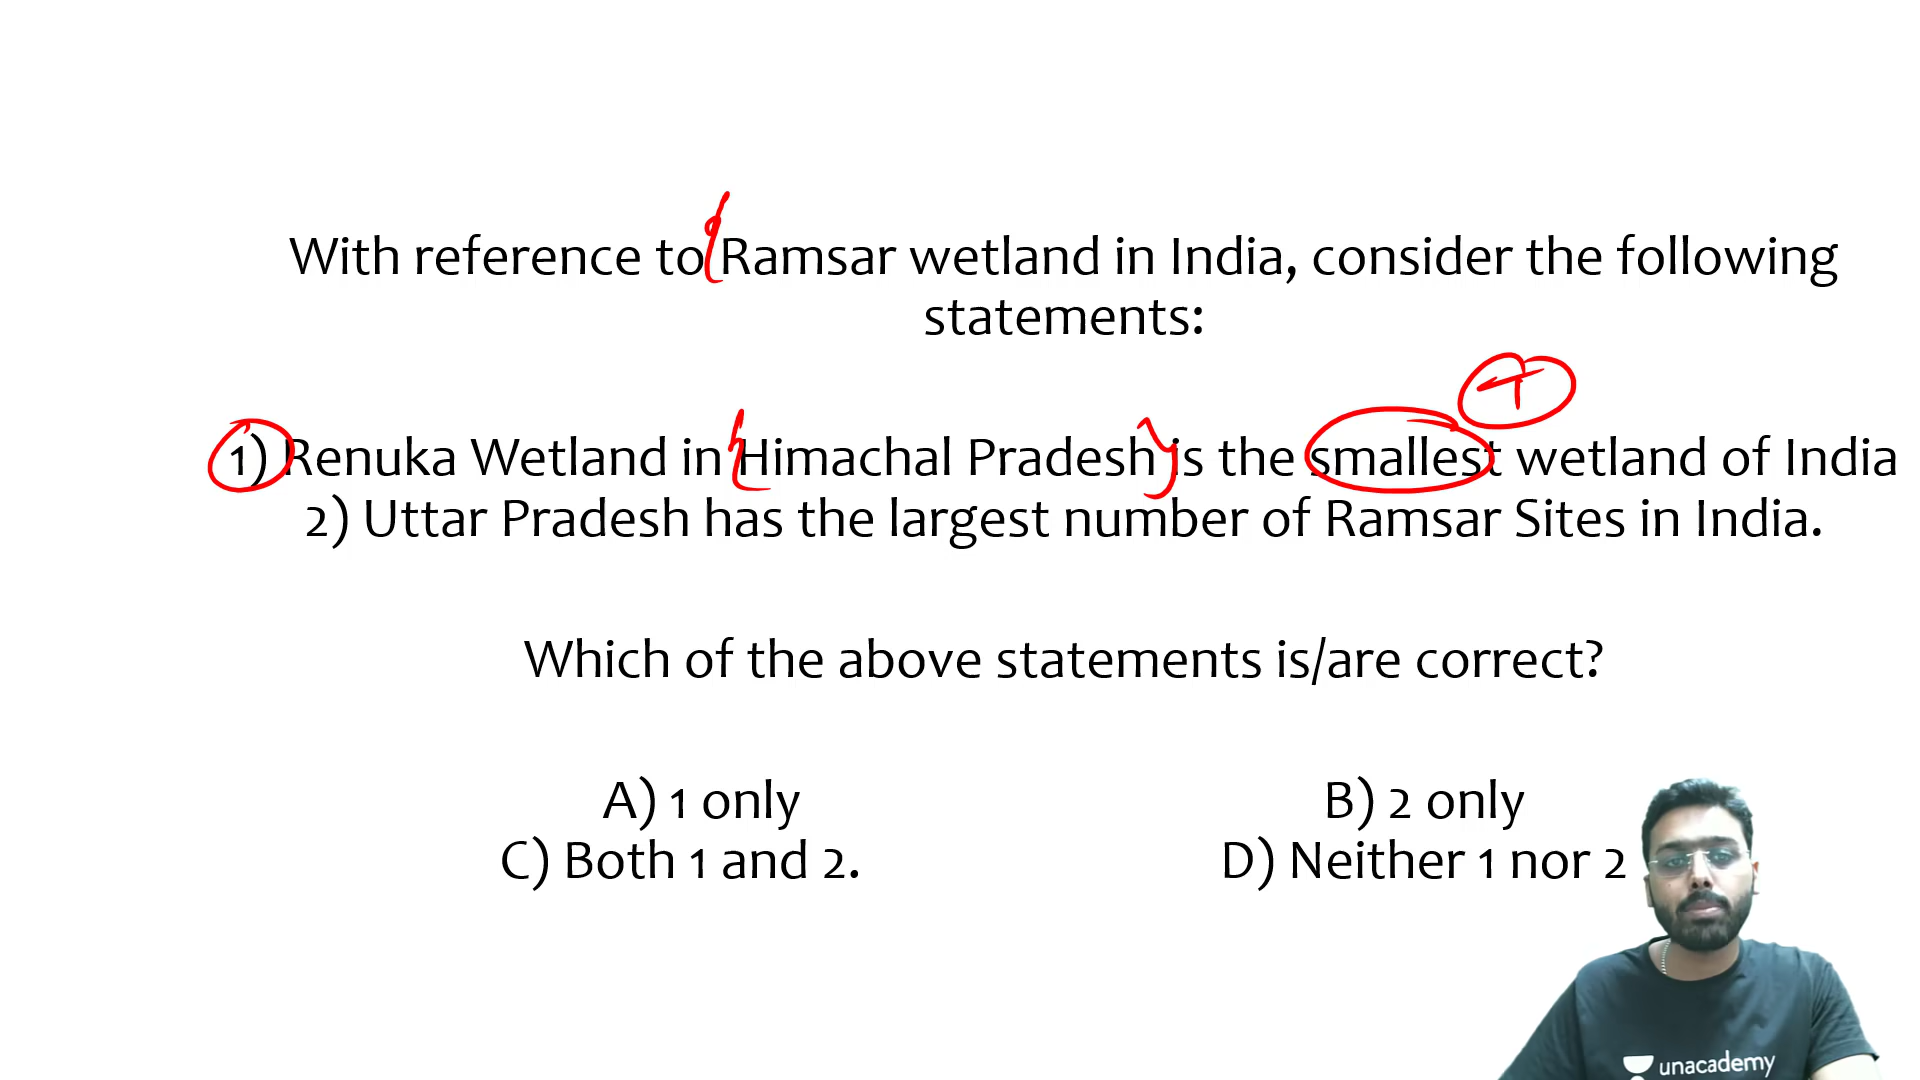 With reference to Ramsar wetland in India, consider the following
statements:
T
1) Renuka Wetland in Himachal Pradesh is the smallest wetland of India
2) Uttar Pradesh has the largest number of Ramsar Sites in India.
Which of the above statements is/are correct?
A) 1 only B) 2 only
C) Both 1 and 2. D) Neither 1 nor 2
unacademy